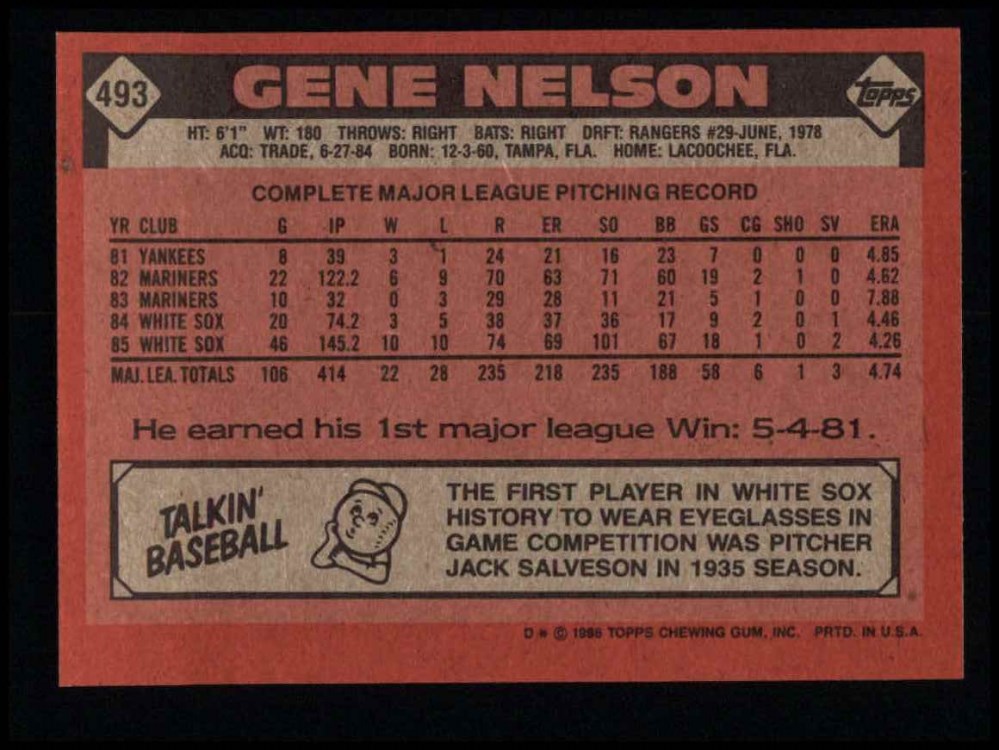 493 GENE NELSON topps
HT: 6'1" WT: 180 THROWS: RIGHT BATS: RIGHT DRFT: RANGERS #29-JUNE, 1978
ACQ: TRADE, 6-27-84 BORN: 12-3-60, TAMPA, FLA. HOME: LACOOCHEE, FLA.
COMPLETE MAJOR LEAGUE PITCHING RECORD
YR CLUB G IP W L R ER SO BB GS CG SHO SV ERA
81 YANKEES 8 39 3 1 24 21 16 23 7 0 0 0 4.85
82 MARINERS 22 122.2 6 9 70 63 71 60 19 2 1 0 4.62
83 MARINERS 10 32 0 3 29 28 11 21 5 1 0 0 7.88
84 WHITE SOX 20 74.2 3 5 38 37 36 17 9 2 0 1 4.46
85 WHITE SOX 46 145.2 10 10 74 69 101 67 18 1 0 2 4.26
MAJ. LEA. TOTALS 106 414 22 28 235 218 235 188 58 6 1 3 4.74
He earned his 1st major league Win: 5-4-81.
TALKIN'
BASEBALL
THE FIRST PLAYER IN WHITE SOX
HISTORY TO WEAR EYEGLASSES IN
GAME COMPETITION WAS PITCHER
JACK SALVESON IN 1935 SEASON.
D * © 1986 TOPPS CHEWING GUM, INC. PRTD. IN U.S.A.